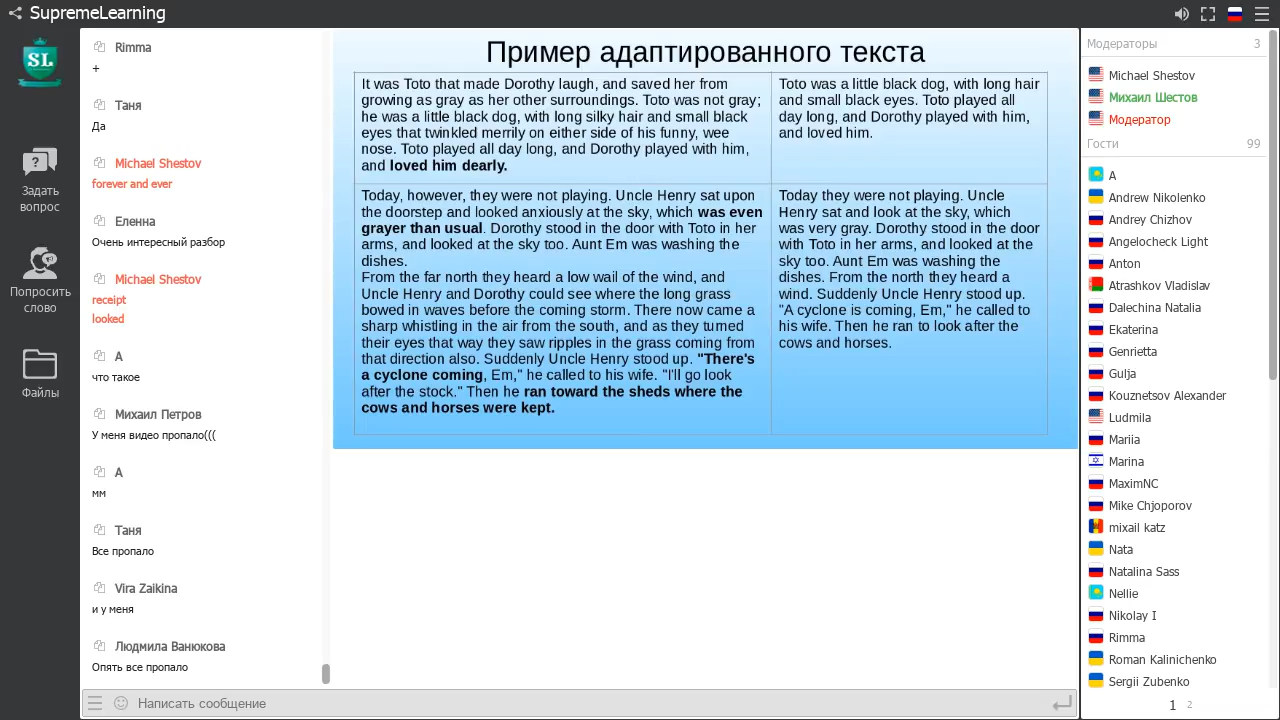 SupremeLearning
SL
Задать
вопрос
Попросить
слово
Файлы
Rimma
+
Таня
Да
Michael Shestov
forever and ever
Еленна
Очень интересный разбор
Michael Shestov
receipt
looked
A
что такое
Михаил Петров
У меня видео пропало(((
A
мм
Таня
Все пропало
Vira Zaikina
и у меня
Людмила Ванюкова
Опять все пропало
Написать сообщение
Пример адаптированного текста
It was Toto that made Dorothy laugh, and saved her from
growing as gray as her other surroundings. Toto was not gray;
he was a little black dog, with long silky hair and small black
eyes that twinkled merrily on either side of his funny, wee
nose. Toto played all day long, and Dorothy played with him,
and loved him dearly.
Toto was a little black dog, with long hair
and small black eyes. Toto played all
day long, and Dorothy played with him,
and loved him.
Today, however, they were not playing. Uncle Henry sat upon
the doorstep and looked anxiously at the sky, which was even
grayer than usual. Dorothy stood in the door with Toto in her
arms, and looked at the sky too. Aunt Em was washing the
dishes.
From the far north they heard a low wail of the wind, and
Uncle Henry and Dorothy could see where the long grass
bowed in waves before the coming storm. There now came a
sharp whistling in the air from the south, and as they turned
their eyes that way they saw ripples in the grass coming from
that direction also. Suddenly Uncle Henry stood up. "There's
a cyclone coming, Em," he called to his wife. "I'll go look
after the stock." Then he ran toward the sheds where the
cows and horses were kept.
Today they were not playing. Uncle
Henry sat and look at the sky, which
was very gray. Dorothy stood in the door
with Toto in her arms, and looked at the
sky too. Aunt Em was washing the
dishes. From the north they heard a
wind. Suddenly Uncle Henry stood up.
"A cyclone is coming, Em," he called to
his wife. Then he ran to look after the
cows and horses.
Модераторы 3
Michael Shestov
Михаил Шестов
Модератор
Гости 99
A
Andrew Nikolenko
Andrey Chizhov
Angelocheck Light
Anton
Atrashkov Vladislav
Dalechina Natalia
Ekaterina
Genrietta
Gulja
Kouznetsov Alexander
Ludmila
Mariia
Marina
MaximNC
Mike Chjoporov
mixail katz
Nata
Natalina Sass
Nellie
Nikolay I
Rimma
Roman Kalinichenko
Sergii Zubenko
1 2